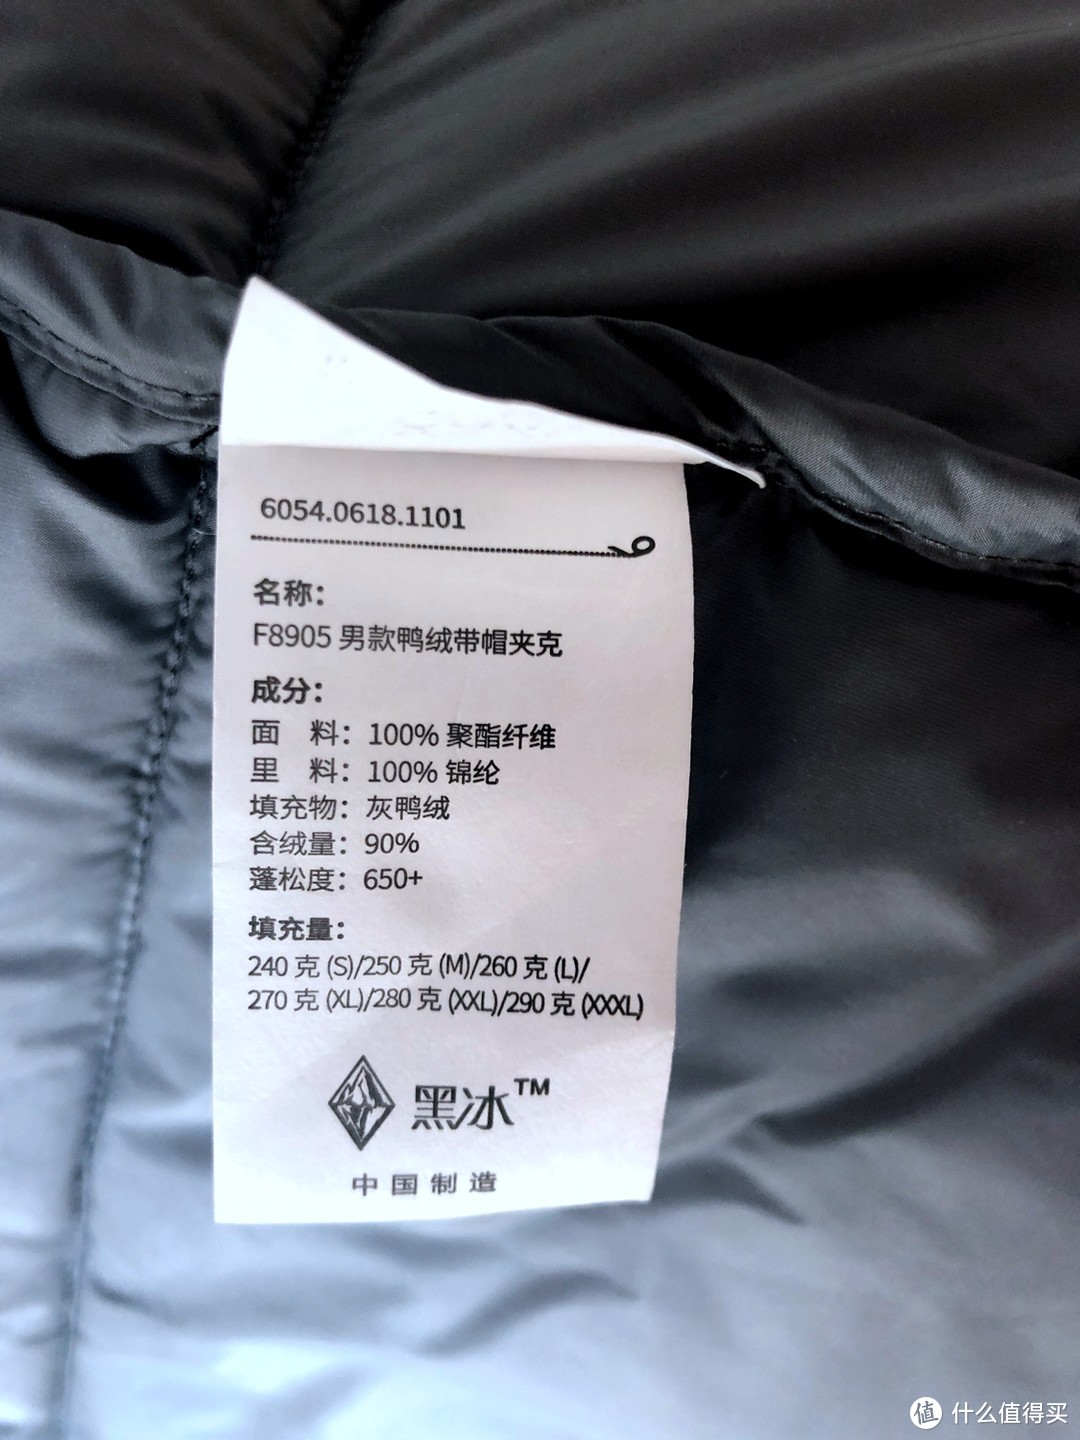 6054.0618.1101
名称：
F8905 男款鸭绒带帽夹克
成分：
面 料：100% 聚酯纤维
里 料：100% 锦纶
填充物：灰鸭绒
含绒量：90%
蓬松度：650+
填充量：
240 克 (S)/250 克 (M)/260 克 (L)/
270 克 (XL)/280 克 (XXL)/290 克 (XXXL)
黑冰™
中国制造
值 什么值得买